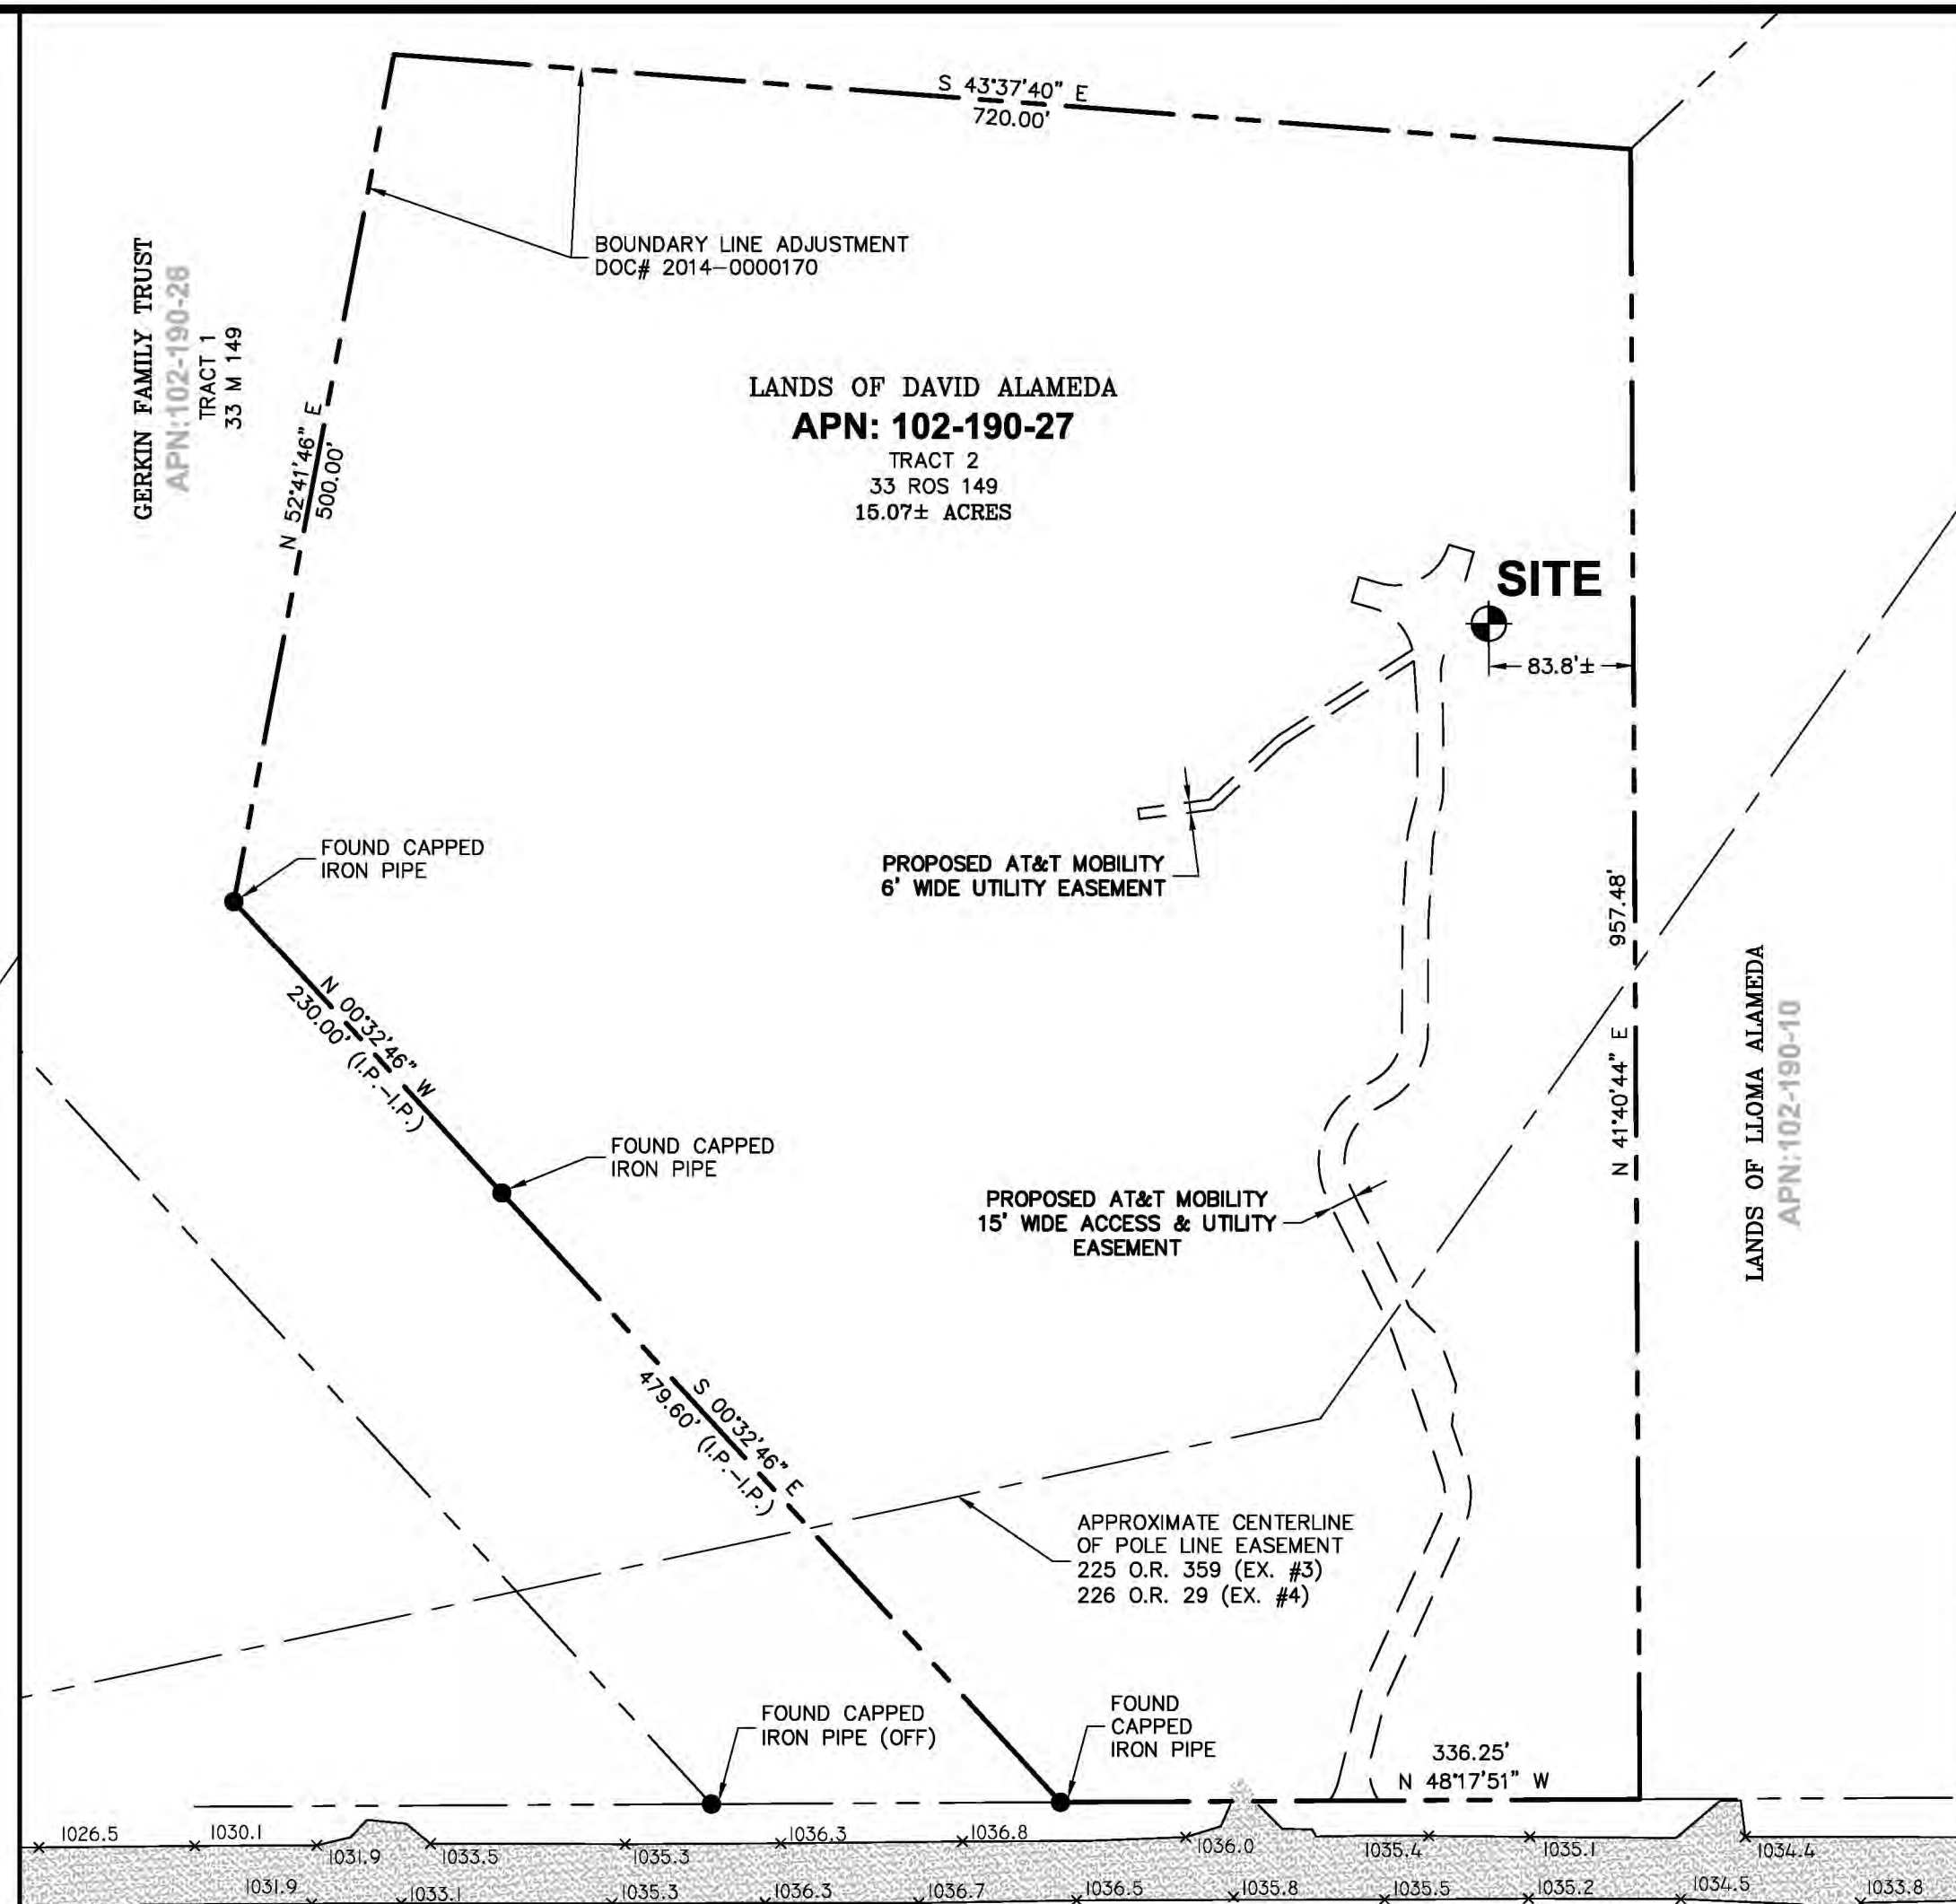 S 43°37'40" E
720.00'
BOUNDARY LINE ADJUSTMENT
DOC# 2014-0000170
GERKIN FAMILY TRUST
APN:102-190-26
TRACT 1
33 M 149
N 52°41'46" E
500.00'
LANDS OF DAVID ALAMEDA
APN: 102-190-27
TRACT 2
33 ROS 149
15.07± ACRES
SITE
83.8'±
FOUND CAPPED
IRON PIPE
PROPOSED AT&T MOBILITY
6' WIDE UTILITY EASEMENT
957.48'
N 41°40'44" E
LANDS OF LLOMA ALAMEDA
APN:102-190-10
N 00°32'46" W
230.00' (I.P.-I.P.)
FOUND CAPPED
IRON PIPE
PROPOSED AT&T MOBILITY
15' WIDE ACCESS & UTILITY
EASEMENT
S 00°32'46" E
479.60' (I.P.-I.P.)
APPROXIMATE CENTERLINE
OF POLE LINE EASEMENT
225 O.R. 359 (EX. #3)
226 O.R. 29 (EX. #4)
FOUND CAPPED
IRON PIPE (OFF)
FOUND
CAPPED
IRON PIPE
336.25'
N 48°17'51" W
1026.5 1030.1 1031.9 1033.5 1035.3 1036.3 1036.8 1036.0 1035.4 1035.1 1034.4
1031.9 1033.1 1035.3 1036.3 1036.7 1036.5 1035.8 1035.5 1035.2 1034.5 1033.8